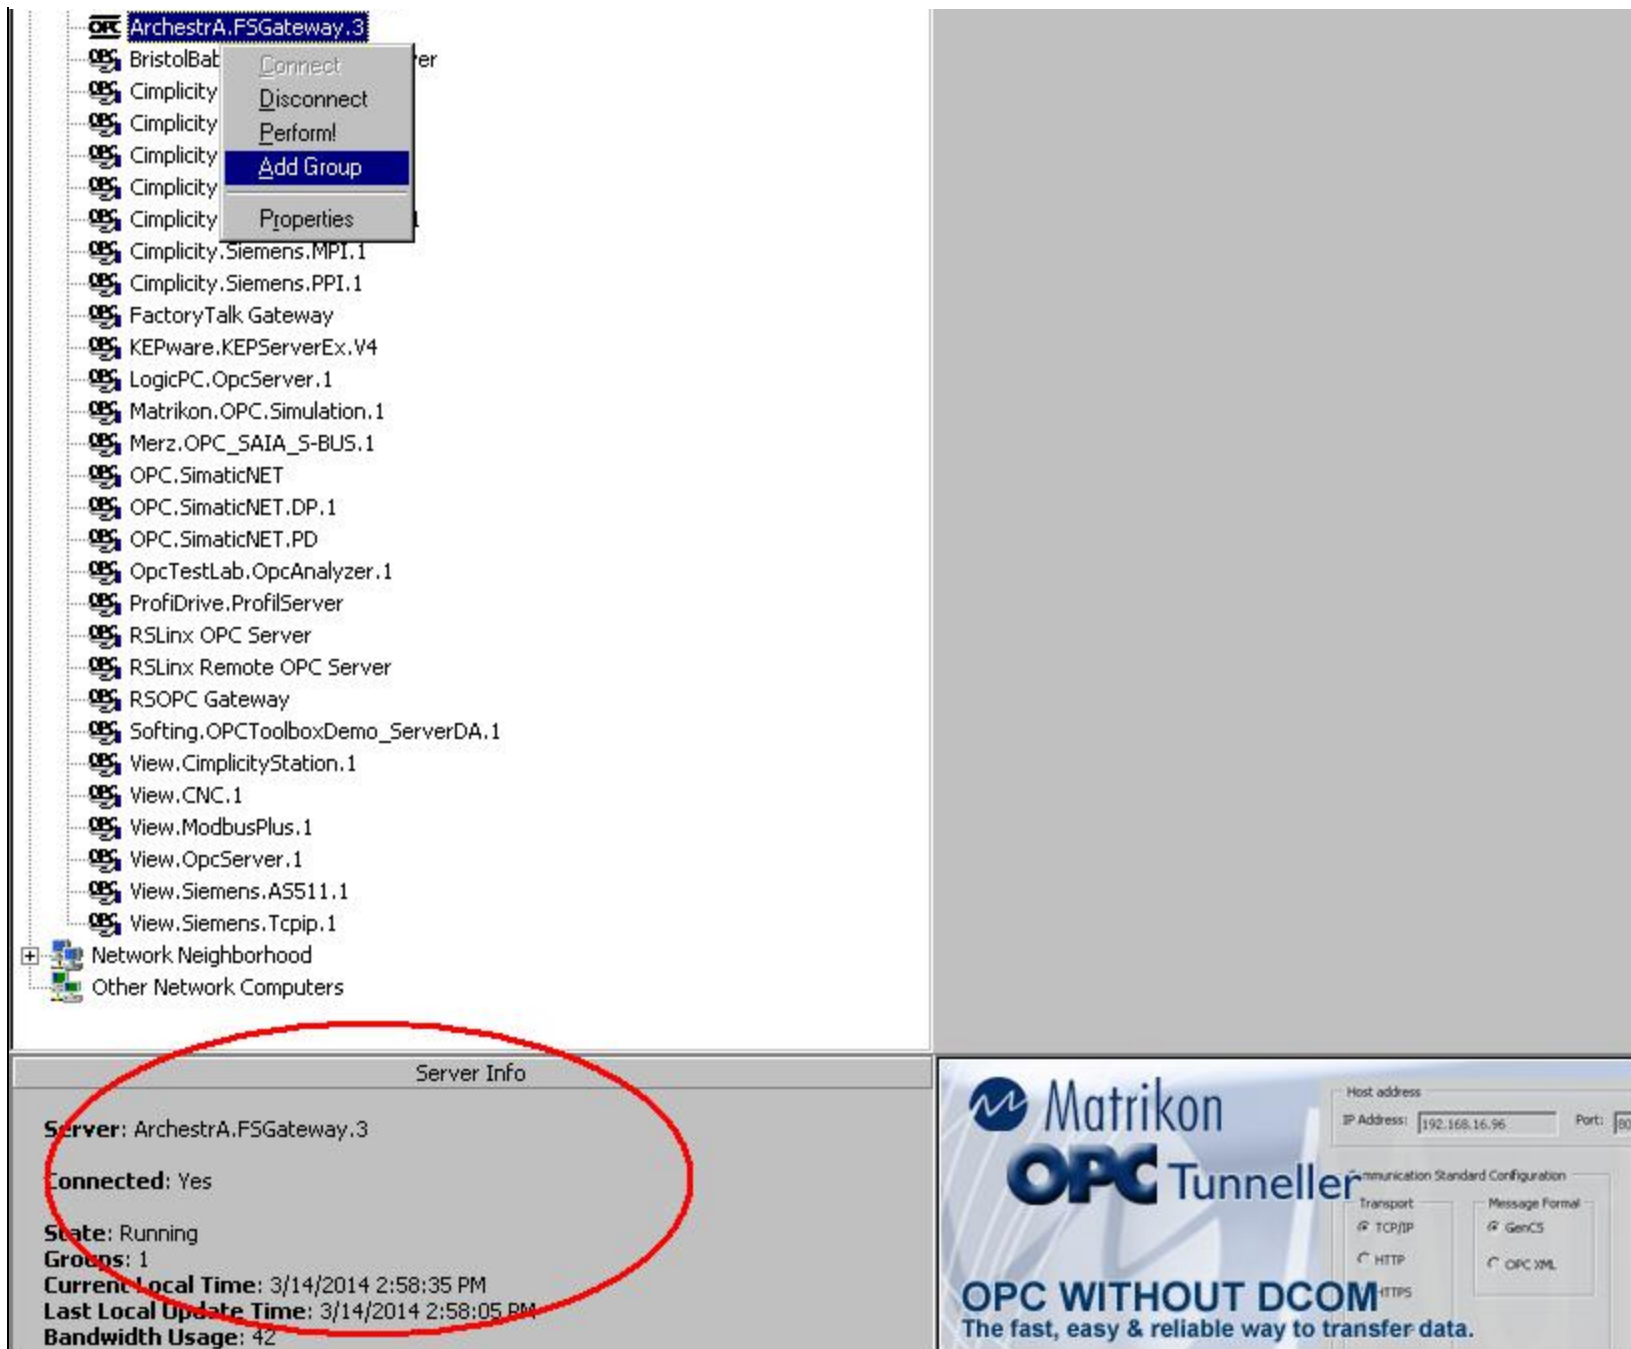 ArchestrA.FSGateway.3
BristolBab er
Connect
Cimplicity
Disconnect
Cimplicity
Perform!
Cimplicity
Add Group
Cimplicity
Cimplicity
Properties
Cimplicity.Siemens.MPI.1
Cimplicity.Siemens.PPI.1
FactoryTalk Gateway
KEPware.KEPServerEx.V4
LogicPC.OpcServer.1
Matrikon.OPC.Simulation.1
Merz.OPC_SAIA_S-BUS.1
OPC.SimaticNET
OPC.SimaticNET.DP.1
OPC.SimaticNET.PD
OpcTestLab.OpcAnalyzer.1
ProfiDrive.ProfilServer
RSLinx OPC Server
RSLinx Remote OPC Server
RSOPC Gateway
Softing.OPCToolboxDemo_ServerDA.1
View.CimplicityStation.1
View.CNC.1
View.ModbusPlus.1
View.OpcServer.1
View.Siemens.AS511.1
View.Siemens.Tcpip.1
Network Neighborhood
Other Network Computers
Server Info
Server: ArchestrA.FSGateway.3
Connected: Yes
State: Running
Groups: 1
Current Local Time: 3/14/2014 2:58:35 PM
Last Local Update Time: 3/14/2014 2:58:05 PM
Bandwidth Usage: 42
Matrikon
OPC Tunneller
Host address
IP Address: 192.168.16.96 Port: 80
Communication Standard Configuration
Transport Message Format
TCP/IP GenCS
HTTP OPC XML
HTTPS
OPC WITHOUT DCOM
The fast, easy & reliable way to transfer data.